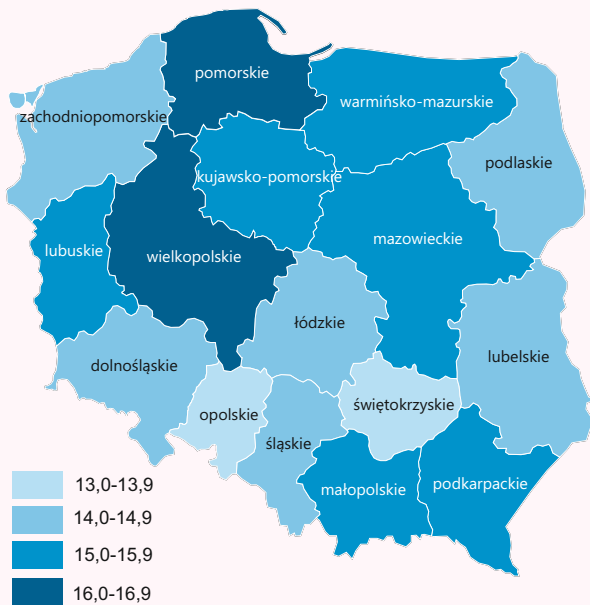 pomorskie
warmińsko-mazurskie
zachodniopomorskie
podlaskie
kujawsko-pomorskie
mazowieckie
lubuskie
wielkopolskie
łódzkie
lubelskie
dolnośląskie
świętokrzyskie
opolskie
śląskie
małopolskie
podkarpackie
13,0-13,9
14,0-14,9
15,0-15,9
16,0-16,9